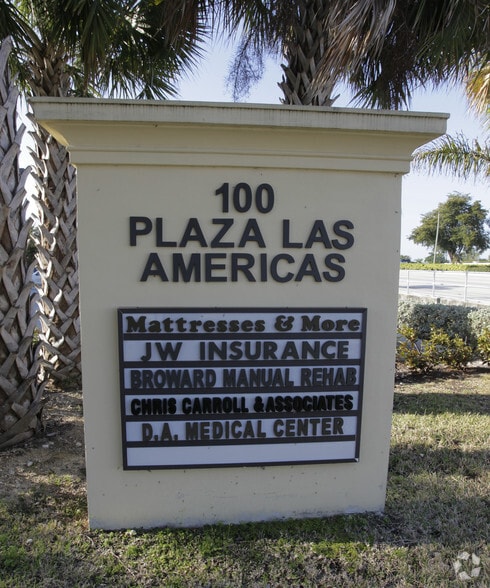 100
PLAZA LAS
AMERICAS
Mattresses & More
JW INSURANCE
BROWARD MANUAL REHAB
CHRIS CARROLL & ASSOCIATES
D.A. MEDICAL CENTER